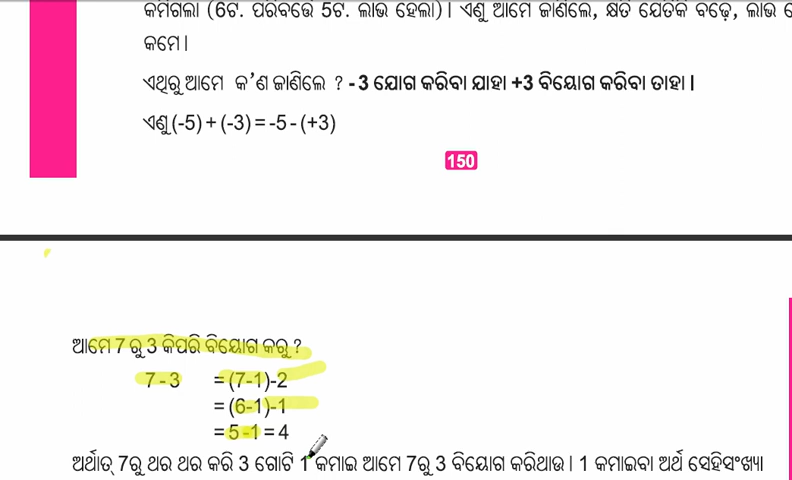 କମିଗଲା (6ଟ. ପରିବର୍ତ୍ତେ 5ଟ. ଲାଭ ହେଲା)। ଏଣୁ ଆମେ ଜାଣିଲେ, କ୍ଷତି ଯେତିକି ବଢ଼େ, ଲାଭ
କମେ।
ଏଥିରୁ ଆମେ କ'ଣ ଜାଣିଲେ ? - 3 ଯୋଗ କରିବା ଯାହା +3 ବିୟୋଗ କରିବା ତାହା।
ଏଣୁ (-5) + (-3) = -5 - (+3)
150
ଆମେ 7 ରୁ 3 କିପରି ବିୟୋଗ କରୁ ?
7 - 3 = (7-1)-2
= (6-1)-1
= 5 -1 = 4
ଅର୍ଥାତ୍ 7ରୁ ଥର ଥର କରି 3 ଗୋଟି 1 କମାଇ ଆମେ 7ରୁ 3 ବିୟୋଗ କରିଥାଉ। 1 କମାଇବା ଅର୍ଥ ସେହିସଂଖ୍ୟା